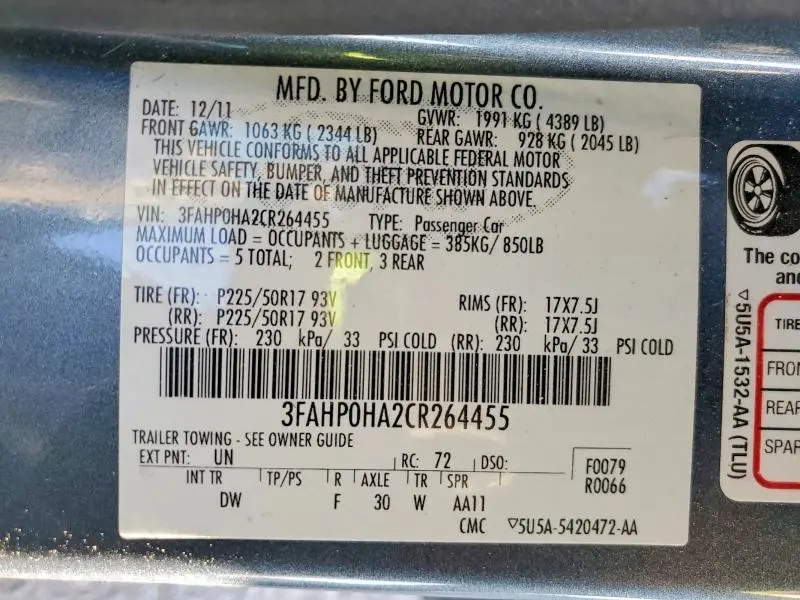 MFD. BY FORD MOTOR CO.
DATE: 12/11 GVWR: 1991 KG ( 4389 LB)
FRONT GAWR: 1063 KG ( 2344 LB) REAR GAWR: 928 KG ( 2045 LB)
THIS VEHICLE CONFORMS TO ALL APPLICABLE FEDERAL MOTOR
VEHICLE SAFETY, BUMPER, AND THEFT PREVENTION STANDARDS
IN EFFECT ON THE DATE OF MANUFACTURE SHOWN ABOVE.
VIN: 3FAHP0HA2CR264455 TYPE: Passenger Car
MAXIMUM LOAD = OCCUPANTS + LUGGAGE = 385KG/ 850LB
OCCUPANTS = 5 TOTAL; 2 FRONT, 3 REAR
TIRE (FR): P225/50R17 93V RIMS (FR): 17X7.5J
(RR): P225/50R17 93V (RR): 17X7.5J
PRESSURE (FR): 230 kPa/ 33 PSI COLD (RR): 230 kPa/ 33 PSI COLD
3FAHP0HA2CR264455
TRAILER TOWING - SEE OWNER GUIDE
EXT PNT: UN RC: 72 DSO: F0079
R0066
INT TR TP/PS R AXLE TR SPR
DW F 30 W AA11
CMC ▽5U5A-5420472-AA
The co
and
▽5U5A-1532-AA (TLU)
TIRE
FRON
REAR
SPAR